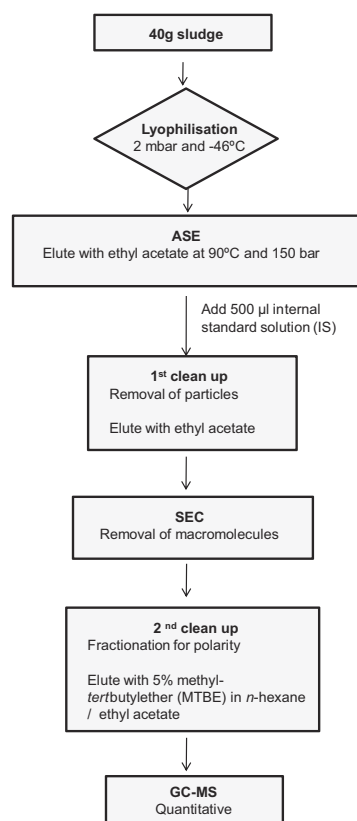 40g sludge
Lyophilisation
2 mbar and -46ºC
ASE
Elute with ethyl acetate at 90ºC and 150 bar
Add 500 µl internal
standard solution (IS)
1st clean up
Removal of particles
Elute with ethyl acetate
SEC
Removal of macromolecules
2 nd clean up
Fractionation for polarity
Elute with 5% methyl-
tertbutylether (MTBE) in n-hexane
/ ethyl acetate
GC-MS
Quantitative